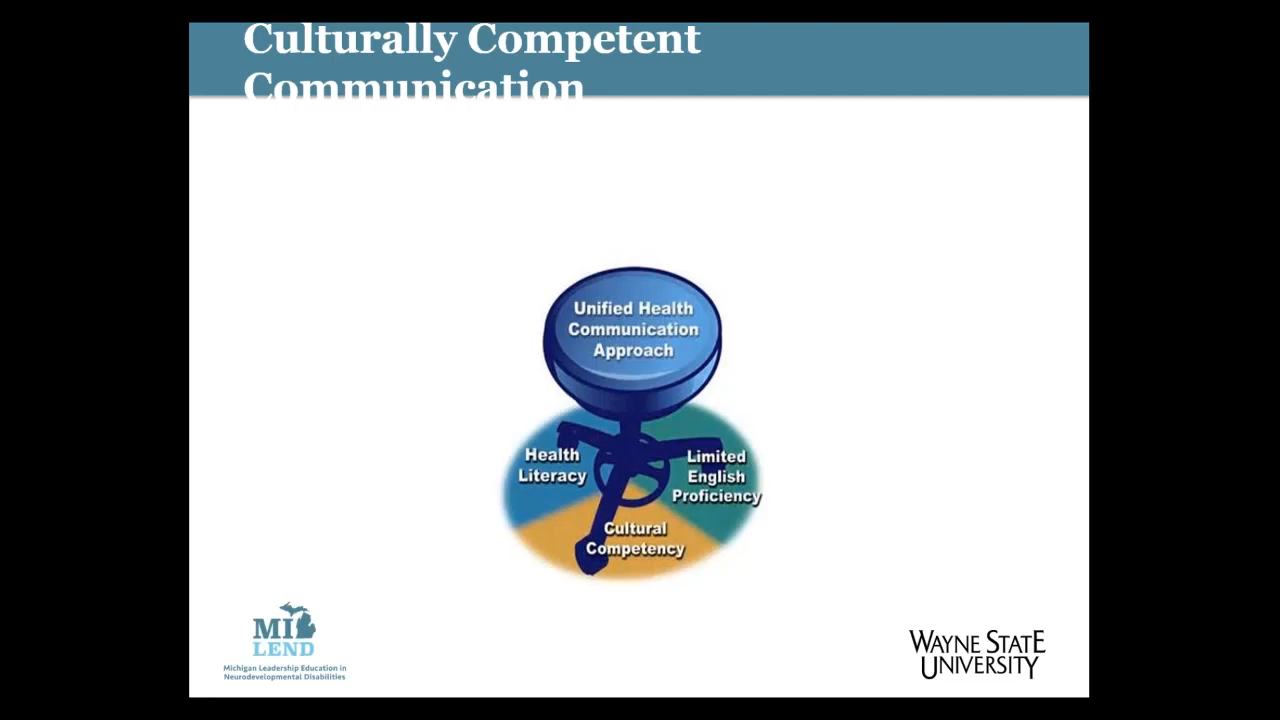 Culturally Competent
Communication
Unified Health
Communication
Approach
Health
Literacy
Limited
English
Proficiency
Cultural
Competency
MI
LEND
Michigan Leadership Education in
Neurodevelopmental Disabilities
WAYNE STATE
UNIVERSITY